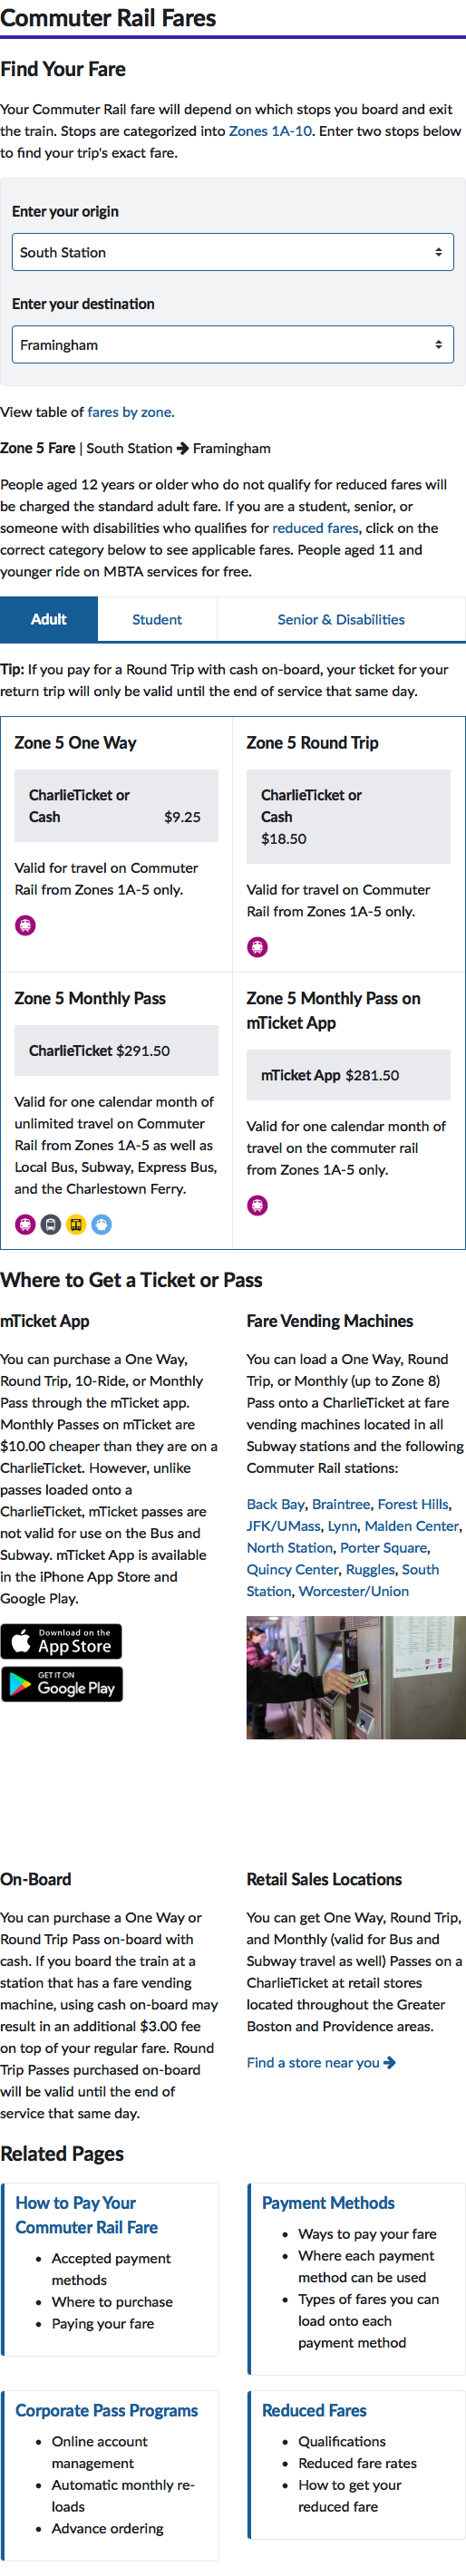 Commuter Rail Fares
Find Your Fare
Your Commuter Rail fare will depend on which stops you board and exit
the train. Stops are categorized into Zones 1A-10. Enter two stops below
to find your trip's exact fare.
Enter your origin
South Station
Enter your destination
Framingham
View table of fares by zone.
Zone 5 Fare | South Station → Framingham
People aged 12 years or older who do not qualify for reduced fares will
be charged the standard adult fare. If you are a student, senior, or
someone with disabilities who qualifies for reduced fares, click on the
correct category below to see applicable fares. People aged 11 and
younger ride on MBTA services for free.
Adult
Student
Senior & Disabilities
Tip: If you pay for a Round Trip with cash on-board, your ticket for your
return trip will only be valid until the end of service that same day.
Zone 5 One Way
CharlieTicket or
Cash $9.25
Valid for travel on Commuter
Rail from Zones 1A-5 only.
Zone 5 Round Trip
CharlieTicket or
Cash
$18.50
Valid for travel on Commuter
Rail from Zones 1A-5 only.
Zone 5 Monthly Pass
CharlieTicket $291.50
Valid for one calendar month of
unlimited travel on Commuter
Rail from Zones 1A-5 as well as
Local Bus, Subway, Express Bus,
and the Charlestown Ferry.
Zone 5 Monthly Pass on
mTicket App
mTicket App $281.50
Valid for one calendar month of
travel on the commuter rail
from Zones 1A-5 only.
Where to Get a Ticket or Pass
mTicket App
You can purchase a One Way,
Round Trip, 10-Ride, or Monthly
Pass through the mTicket app.
Monthly Passes on mTicket are
$10.00 cheaper than they are on a
CharlieTicket. However, unlike
passes loaded onto a
CharlieTicket, mTicket passes are
not valid for use on the Bus and
Subway. mTicket App is available
in the iPhone App Store and
Google Play.
Download on the
App Store
GET IT ON
Google Play
Fare Vending Machines
You can load a One Way, Round
Trip, or Monthly (up to Zone 8)
Pass onto a CharlieTicket at fare
vending machines located in all
Subway stations and the following
Commuter Rail stations:
Back Bay, Braintree, Forest Hills,
JFK/UMass, Lynn, Malden Center,
North Station, Porter Square,
Quincy Center, Ruggles, South
Station, Worcester/Union
On-Board
You can purchase a One Way or
Round Trip Pass on-board with
cash. If you board the train at a
station that has a fare vending
machine, using cash on-board may
result in an additional $3.00 fee
on top of your regular fare. Round
Trip Passes purchased on-board
will be valid until the end of
service that same day.
Retail Sales Locations
You can get One Way, Round Trip,
and Monthly (valid for Bus and
Subway travel as well) Passes on a
CharlieTicket at retail stores
located throughout the Greater
Boston and Providence areas.
Find a store near you →
Related Pages
How to Pay Your
Commuter Rail Fare
• Accepted payment
methods
• Where to purchase
• Paying your fare
Payment Methods
• Ways to pay your fare
• Where each payment
method can be used
• Types of fares you can
load onto each
payment method
Corporate Pass Programs
• Online account
management
• Automatic monthly re-
loads
• Advance ordering
Reduced Fares
• Qualifications
• Reduced fare rates
• How to get your
reduced fare